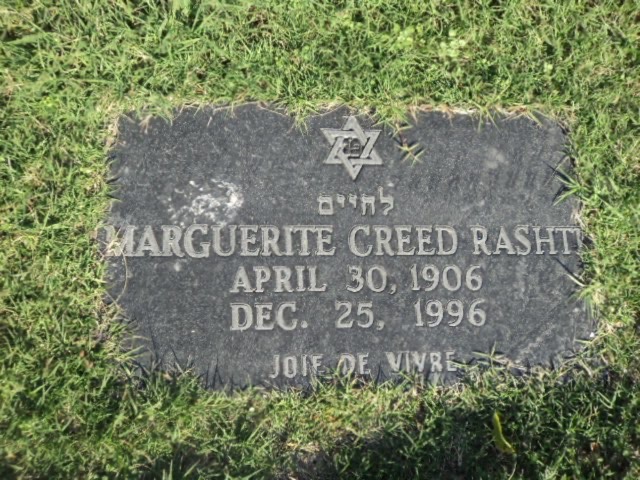 לחיים
MARGUERITE CREED RASHTI
APRIL 30, 1906
DEC. 25, 1996
JOIE DE VIVRE